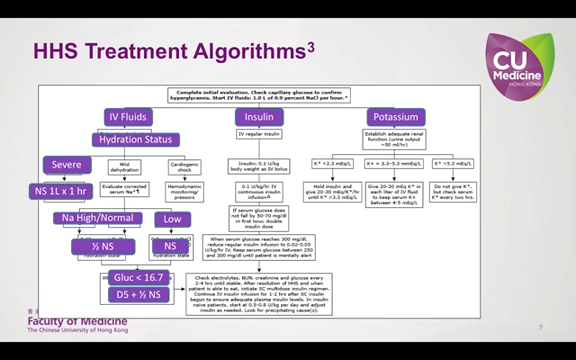 HHS Treatment Algorithms3
CU
Medicine
HONG KONG
Complete initial evaluation. Check capillary glucose to confirm
hyperglycemia. Start IV fluids: 1.0 L of 0.9 percent NaCl per hour.*
IV Fluids
Insulin
Potassium
Hydration Status
IV regular insulin
Establish adequate renal
function (urine output
~50 ml/hr)
Severe
Mild
dehydration
Cardiogenic
shock
Insulin: 0.1 U/kg
body weight as IV bolus
K+ <3.3 mEq/L
K+ = 3.3-5.3 mEq/L
K+ >5.3 mEq/L
NS 1L x 1 hr
Evaluate corrected
serum Na+
Hemodynamic
monitoring/
pressors
0.1 U/kg/hr IV
continuous insulin
infusion
Hold insulin and
give 20-30 mEq/K+/hr
until K+ >3.3 mEq/L
Give 20-30 mEq K+ in
each liter of IV fluid
to keep serum K+
between 4-5 mEq/L
Do not give K+,
but check serum
K+ every two hrs.
Na High/Normal
Low
If serum glucose does
not fall by 50-70 mg/dl
in first hour, double
insulin dose
½ NS
NS
hydration state
hydration state
When serum glucose reaches 300 mg/dl,
reduce regular insulin infusion to 0.02-0.05
U/kg/hr IV. Keep serum glucose between 250
and 300 mg/dl until patient is mentally alert
Gluc < 16.7
D5 + ½ NS
Check electrolytes, BUN, creatinine and glucose every
2-4 hrs until stable. After resolution of HHS and when
patient is able to eat, initiate SC multidose insulin regimen.
Continue IV insulin infusion for 1-2 hrs after SC insulin
begun to ensure adequate plasma insulin levels. In insulin
naive patients, start at 0.5-0.8 U/kg per day and adjust
insulin as needed. Look for precipitating cause(s).
Faculty of Medicine
The Chinese University of Hong Kong
9